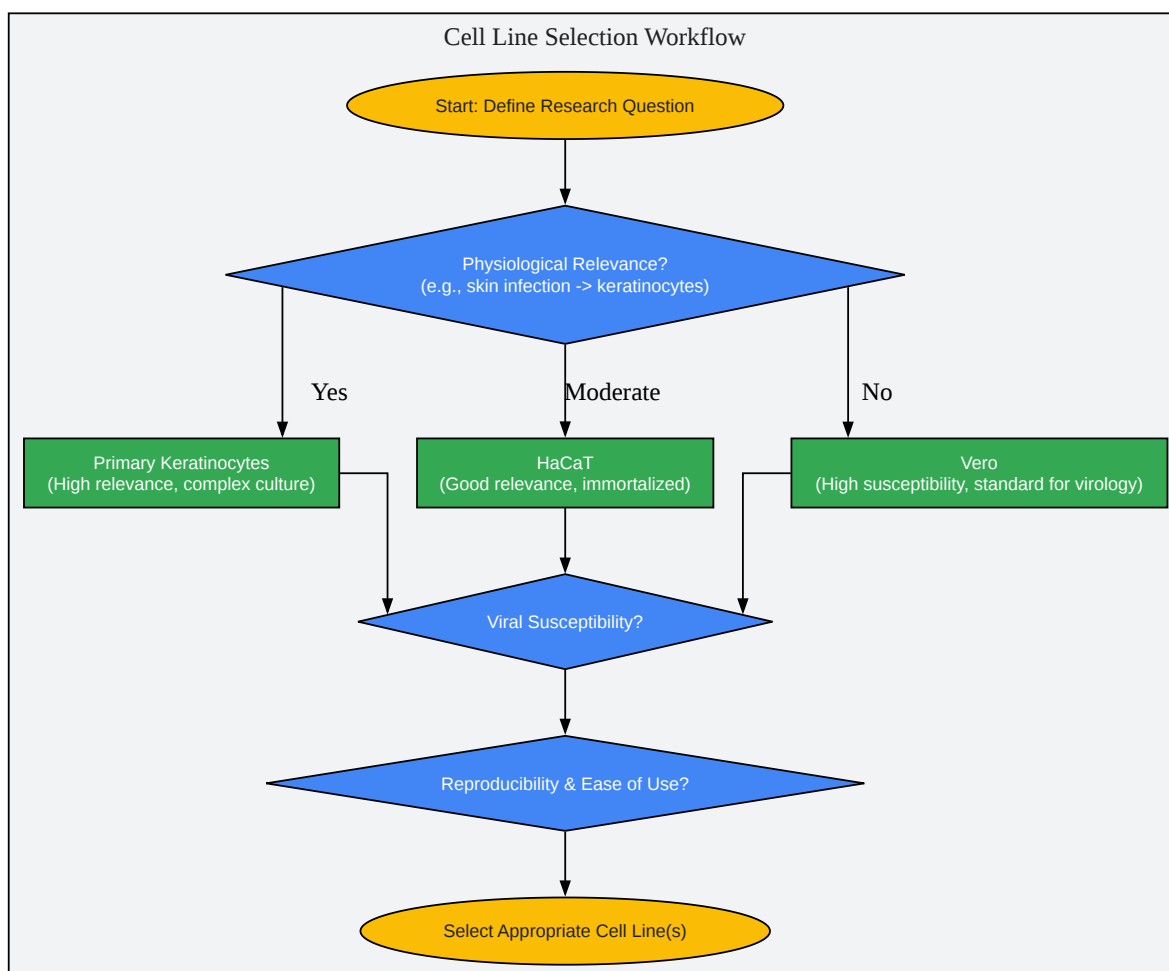 Cell Line Selection Workflow
Start: Define Research Question
Physiological Relevance?
(e.g., skin infection -> keratinocytes)
Yes
Moderate
No
Primary Keratinocytes
(High relevance, complex culture)
HaCaT
(Good relevance, immortalized)
Vero
(High susceptibility, standard for virology)
Viral Susceptibility?
Reproducibility & Ease of Use?
Select Appropriate Cell Line(s)